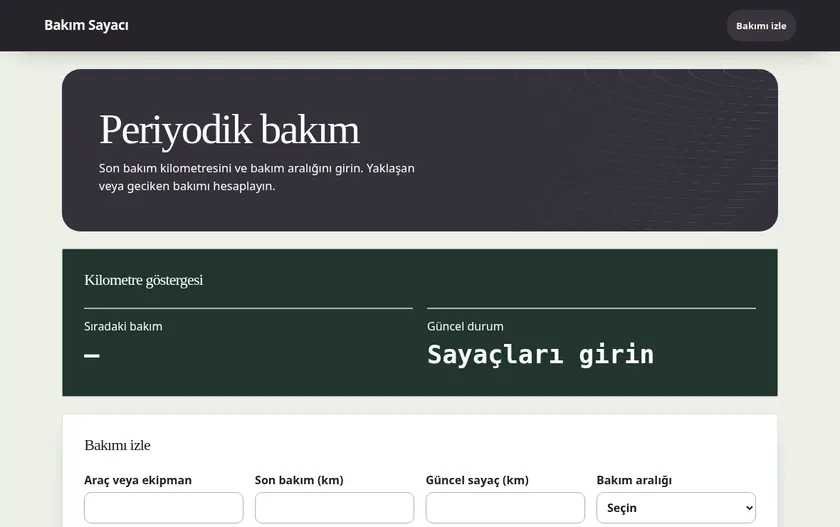 Bakım Sayacı
Bakımı izle
Periyodik bakım
Son bakım kilometresini ve bakım aralığını girin. Yaklaşan
veya geciken bakımı hesaplayın.
Kilometre göstergesi
Sıradaki bakım
—
Güncel durum
Sayaçları girin
Bakımı izle
Araç veya ekipman
Son bakım (km)
Güncel sayaç (km)
Bakım aralığı
Seçin